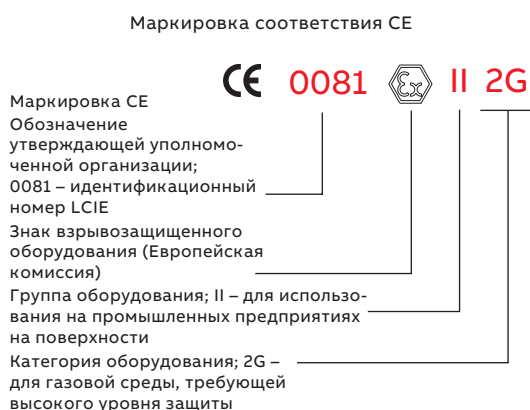 Маркировка соответствия CE
CE 0081 Ex II 2G
Маркировка CE
Обозначение
утверждающей уполномо-
ченной организации;
0081 – идентификационный
номер LCIE
Знак взрывозащищенного
оборудования (Европейская
комиссия)
Группа оборудования; II – для использо-
вания на промышленных предприятиях
на поверхности
Категория оборудования; 2G –
для газовой среды, требующей
высокого уровня защиты